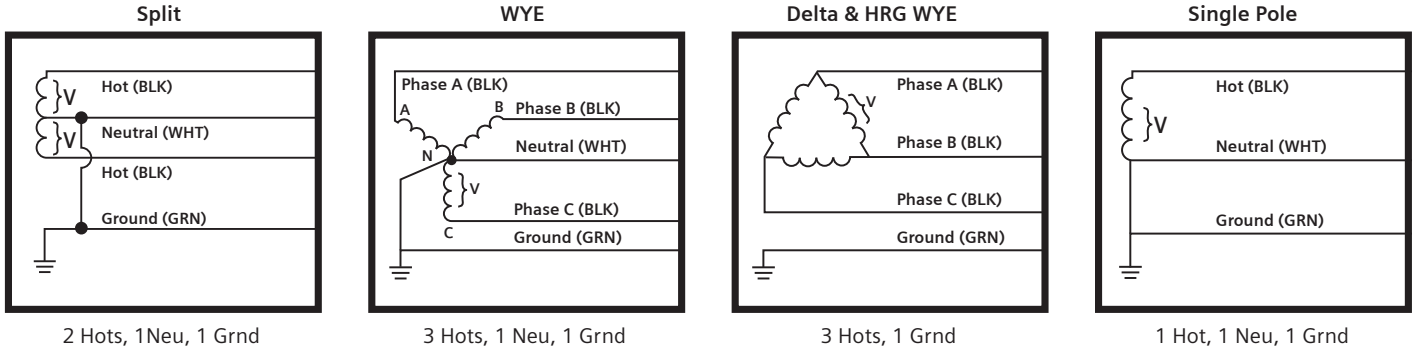 Split
Hot (BLK)
V
Neutral (WHT)
V
Hot (BLK)
Ground (GRN)
2 Hots, 1Neu, 1 Grnd
WYE
Phase A (BLK)
A
B
Phase B (BLK)
N
Neutral (WHT)
V
Phase C (BLK)
C
Ground (GRN)
3 Hots, 1 Neu, 1 Grnd
Delta & HRG WYE
Phase A (BLK)
V
Phase B (BLK)
Phase C (BLK)
Ground (GRN)
3 Hots, 1 Grnd
Single Pole
Hot (BLK)
V
Neutral (WHT)
Ground (GRN)
1 Hot, 1 Neu, 1 Grnd